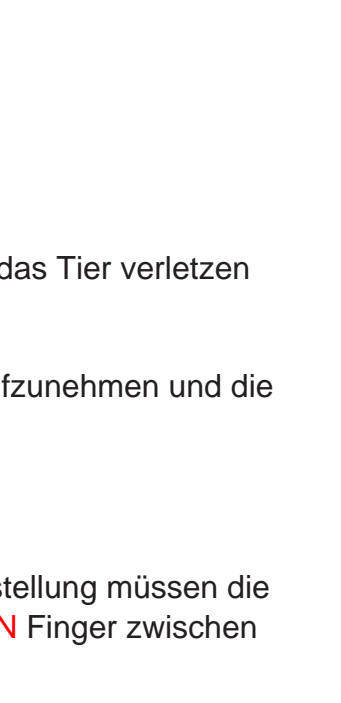 das Tier verletzen
fzunehmen und die
stellung müssen die
N Finger zwischen